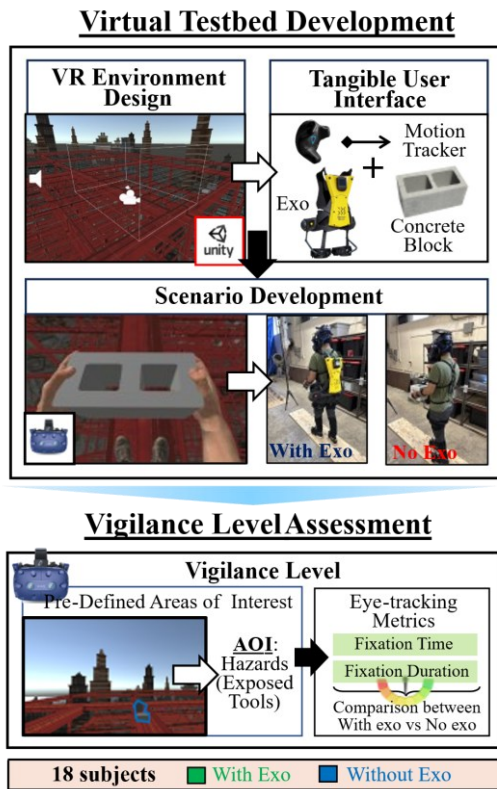 Virtual Testbed Development
VR Environment
Design
unity
Tangible User
Interface
Motion
Tracker
Exo
+
Concrete
Block
Scenario Development
With Exo
No Exo
Vigilance Level Assessment
Vigilance Level
Pre-Defined Areas of Interest
AOI:
Hazards
(Exposed
Tools)
Eye-tracking
Metrics
Fixation Time
Fixation Duration
Comparison between
With exo vs No exo
18 subjects
With Exo
Without Exo